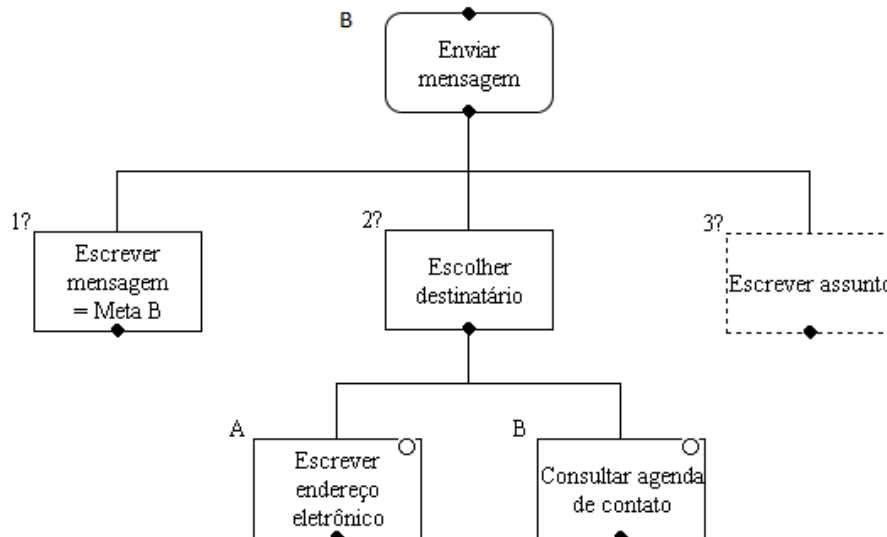 B
Enviar
mensagem
1?
Escrever
mensagem
= Meta B
2?
Escolher
destinatário
3?
Escrever assunto
A
Escrever
endereço
eletrônico
B
Consultar agenda
de contato